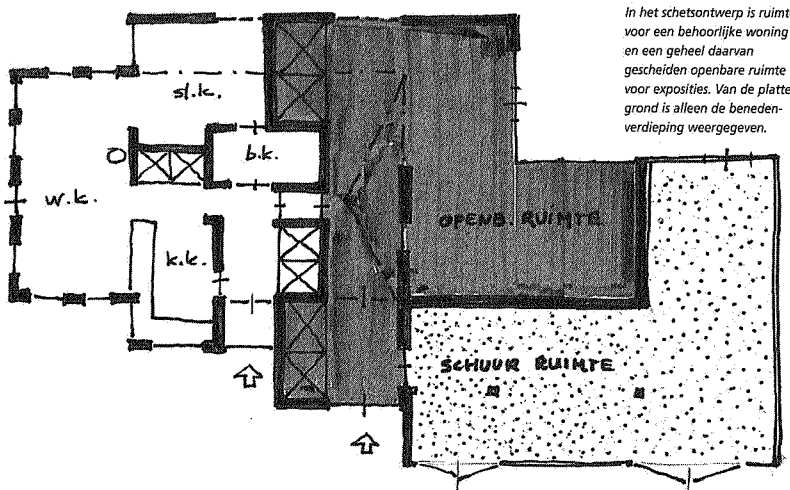 In het schetsontwerp is ruimte
voor een behoorlijke woning
en een geheel daarvan
gescheiden openbare ruimte
voor exposities. Van de platte-
grond is alleen de beneden-
verdieping weergegeven.
sl.k.
b.k.
w.k.
OPENB. RUIMTE
k.k.
SCHUUR RUIMTE